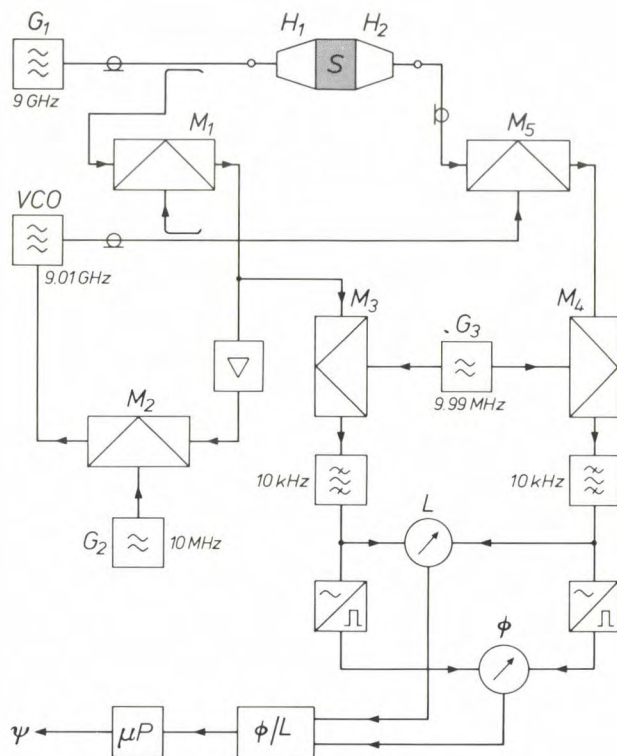 G1
H1 H2
S
9 GHz
M1
M5
VCO
9.01 GHz
M3
G3
M4
9.99 MHz
M2
10 kHz
10 kHz
G2
10 MHz
L
ϕ
ψ
μP
ϕ/L